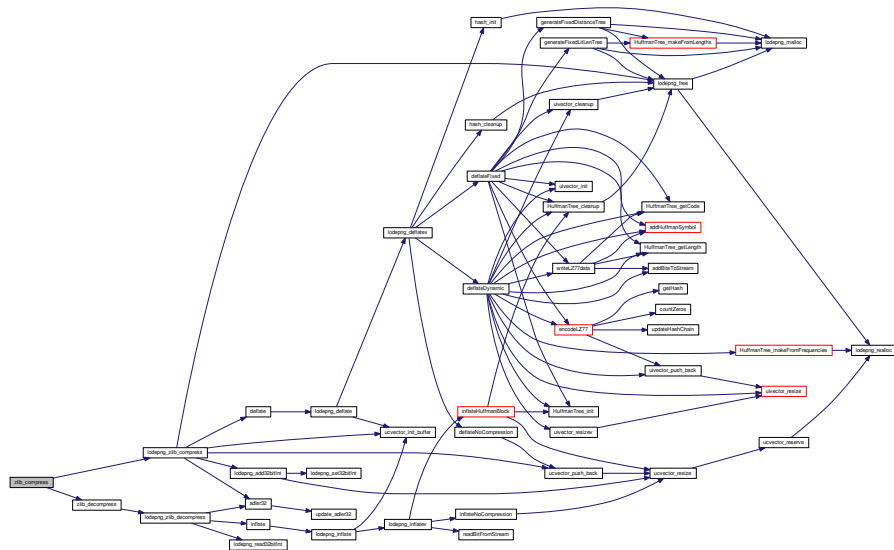 zlib_compress
lodepng_zlib_compress
zlib_decompress
lodepng_zlib_decompress
deflate
lodepng_add32bitInt
adler32
inflate
lodepng_read32bitInt
lodepng_deflate
lodepng_set32bitInt
update_adler32
lodepng_inflate
lodepng_deflatev
ucvector_init_buffer
lodepng_inflatev
hash_init
hash_cleanup
deflateFixed
deflateDynamic
inflateHuffmanBlock
deflateNoCompression
inflateNoCompression
readBitFromStream
generateFixedDistanceTree
generateFixedLitLenTree
uivector_cleanup
uivector_init
HuffmanTree_cleanup
writeLZ77data
encodeLZ77
HuffmanTree_init
uivector_resizev
ucvector_push_back
HuffmanTree_makeFromLengths
lodepng_free
HuffmanTree_getCode
addHuffmanSymbol
HuffmanTree_getLength
addBitsToStream
getHash
countZeros
updateHashChain
uivector_push_back
ucvector_resize
lodepng_malloc
HuffmanTree_makeFromFrequencies
uivector_resize
ucvector_reserve
lodepng_realloc